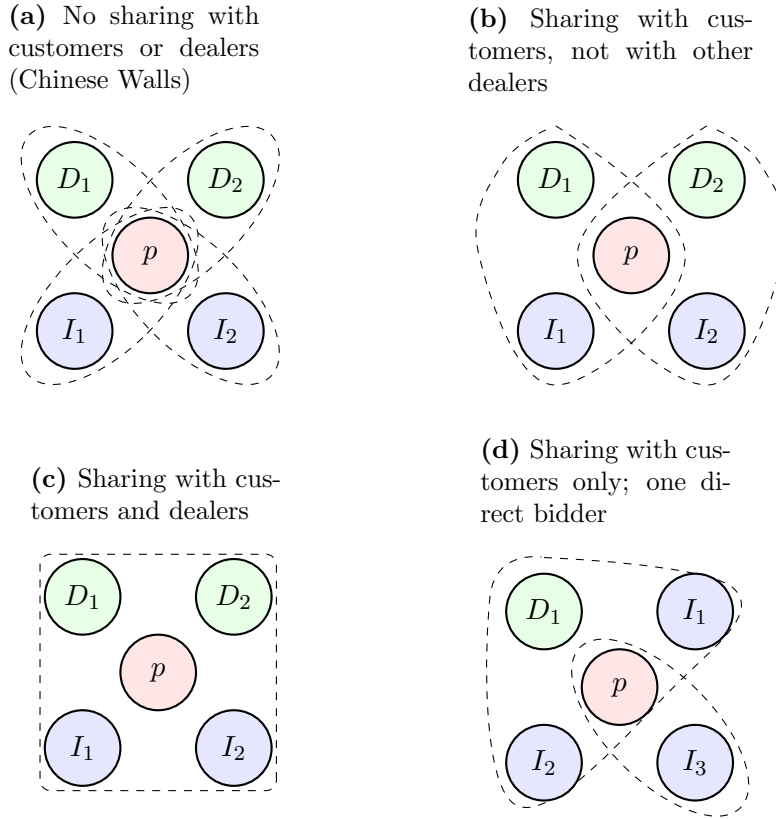 (a) No sharing with
customers or dealers
(Chinese Walls)
D1
D2
p
I1
I2
(b) Sharing with cus-
tomers, not with other
dealers
D1
D2
p
I1
I2
(c) Sharing with cus-
tomers and dealers
D1
D2
p
I1
I2
(d) Sharing with cus-
tomers only; one di-
rect bidder
D1
I1
p
I2
I3